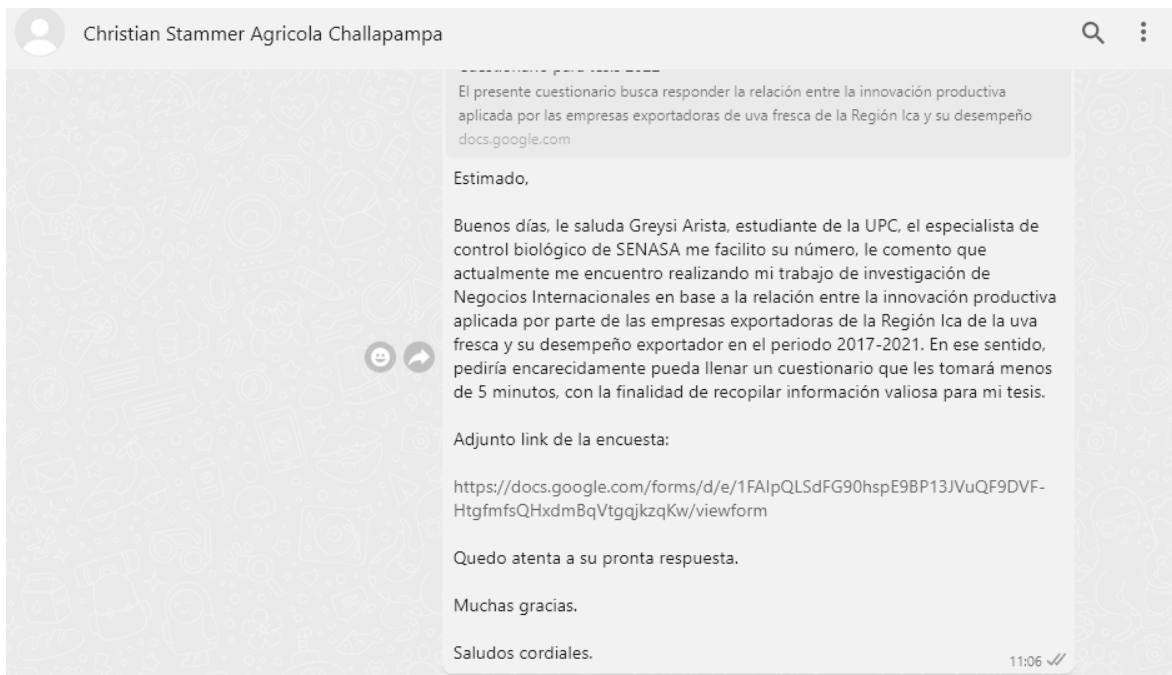 Christian Stammer Agricola Challapampa
Cuestionario para tesis 2022
El presente cuestionario busca responder la relación entre la innovación productiva
aplicada por las empresas exportadoras de uva fresca de la Región Ica y su desempeño
docs.google.com
Estimado,
Buenos días, le saluda Greysi Arista, estudiante de la UPC, el especialista de
control biológico de SENASA me facilito su número, le comento que
actualmente me encuentro realizando mi trabajo de investigación de
Negocios Internacionales en base a la relación entre la innovación productiva
aplicada por parte de las empresas exportadoras de la Región Ica de la uva
fresca y su desempeño exportador en el periodo 2017-2021. En ese sentido,
pediría encarecidamente pueda llenar un cuestionario que les tomará menos
de 5 minutos, con la finalidad de recopilar información valiosa para mi tesis.
Adjunto link de la encuesta:
https://docs.google.com/forms/d/e/1FAIpQLSdFG90hspE9BP13JVuQF9DVF-
HtgfmfsQHxdmBqVtgqjkzqKw/viewform
Quedo atenta a su pronta respuesta.
Muchas gracias.
Saludos cordiales.
11:06